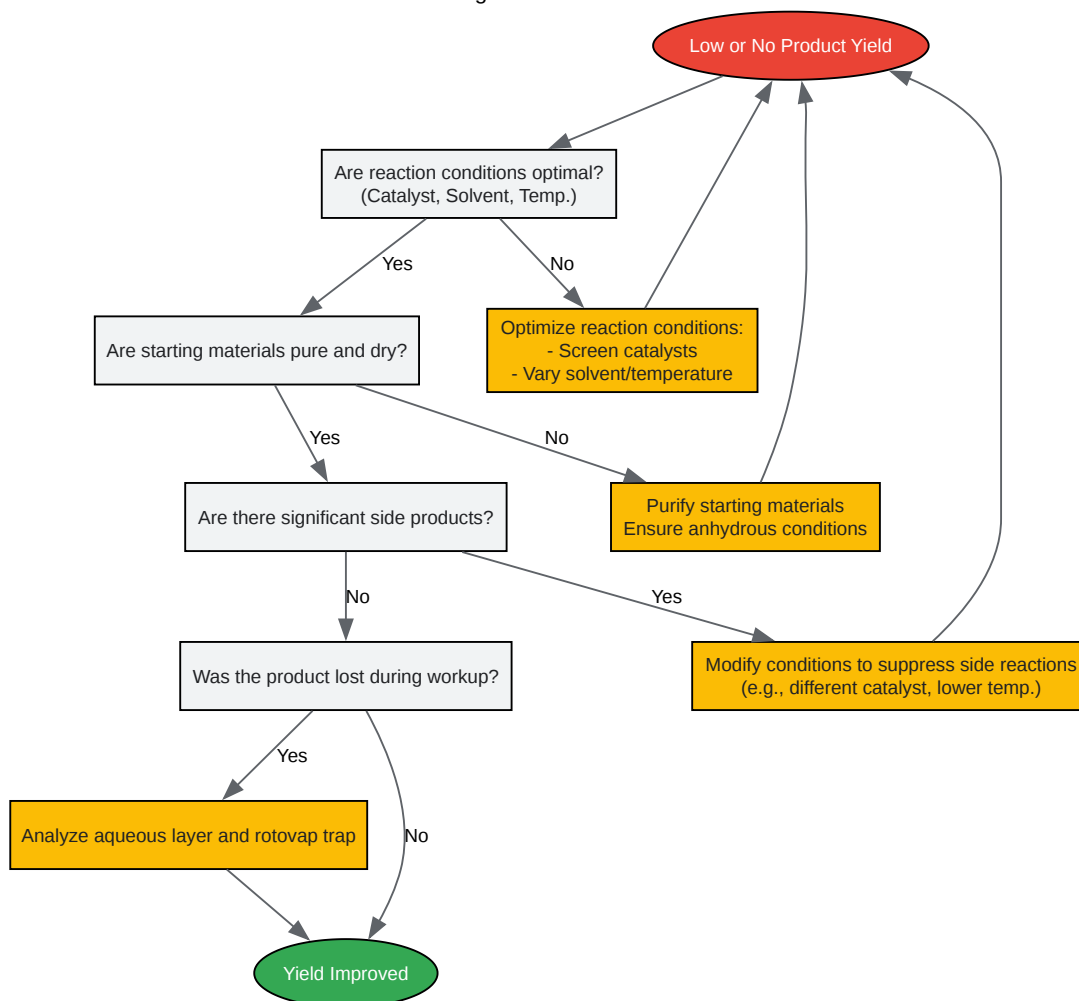 Low or No Product Yield
Are reaction conditions optimal?
(Catalyst, Solvent, Temp.)
Yes
No
Are starting materials pure and dry?
Optimize reaction conditions:
- Screen catalysts
- Vary solvent/temperature
Yes
No
Are there significant side products?
Purify starting materials
Ensure anhydrous conditions
No
Yes
Was the product lost during workup?
Modify conditions to suppress side reactions
(e.g., different catalyst, lower temp.)
Yes
No
Analyze aqueous layer and rotovap trap
Yield Improved